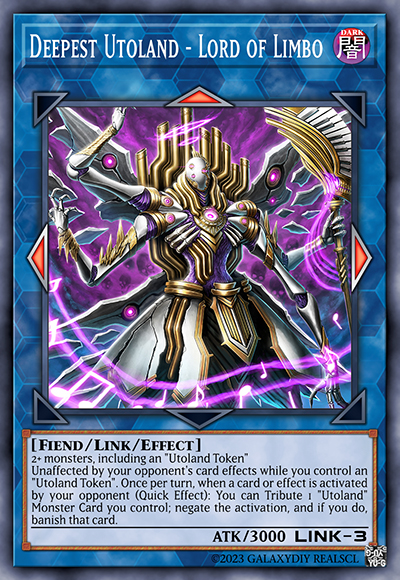 Deepest Utoland - Lord of Limbo
DARK
闇
[Fiend/Link/Effect]
2+ monsters, including an "Utoland Token"
Unaffected by your opponent's card effects while you control an
"Utoland Token". Once per turn, when a card or effect is activated
by your opponent (Quick Effect): You can Tribute 1 "Utoland"
Monster Card you control; negate the activation, and if you do,
banish that card.
ATK/3000 LINK-3
©2023 GALAXYDIY REALSCL